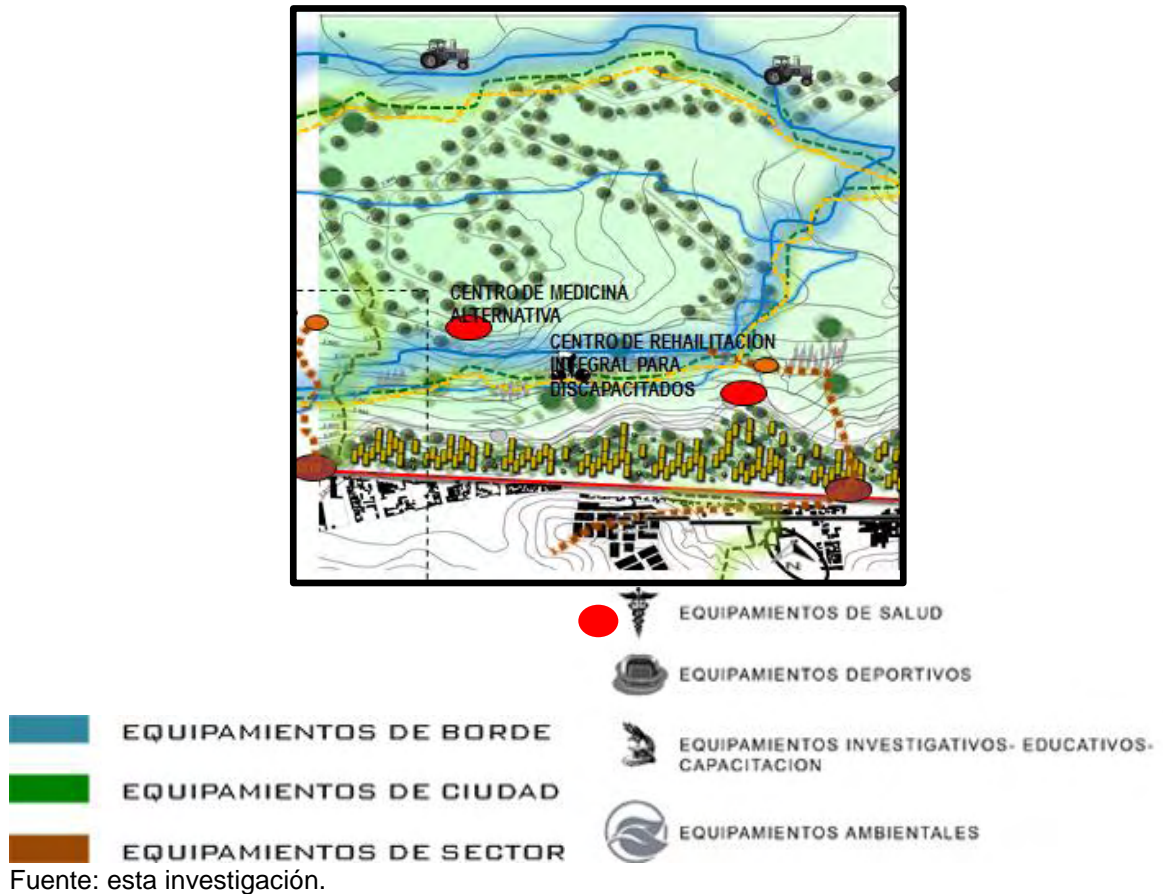 CENTRO DE MEDICINA
ALTERNATIVA
CENTRO DE REHAILITACION
INTEGRAL PARA
DISCAPACITADOS
Z
EQUIPAMIENTOS DE SALUD
EQUIPAMIENTOS DEPORTIVOS
EQUIPAMIENTOS DE BORDE
EQUIPAMIENTOS INVESTIGATIVOS- EDUCATIVOS-
CAPACITACION
EQUIPAMIENTOS DE CIUDAD
EQUIPAMIENTOS AMBIENTALES
EQUIPAMIENTOS DE SECTOR
Fuente: esta investigación.